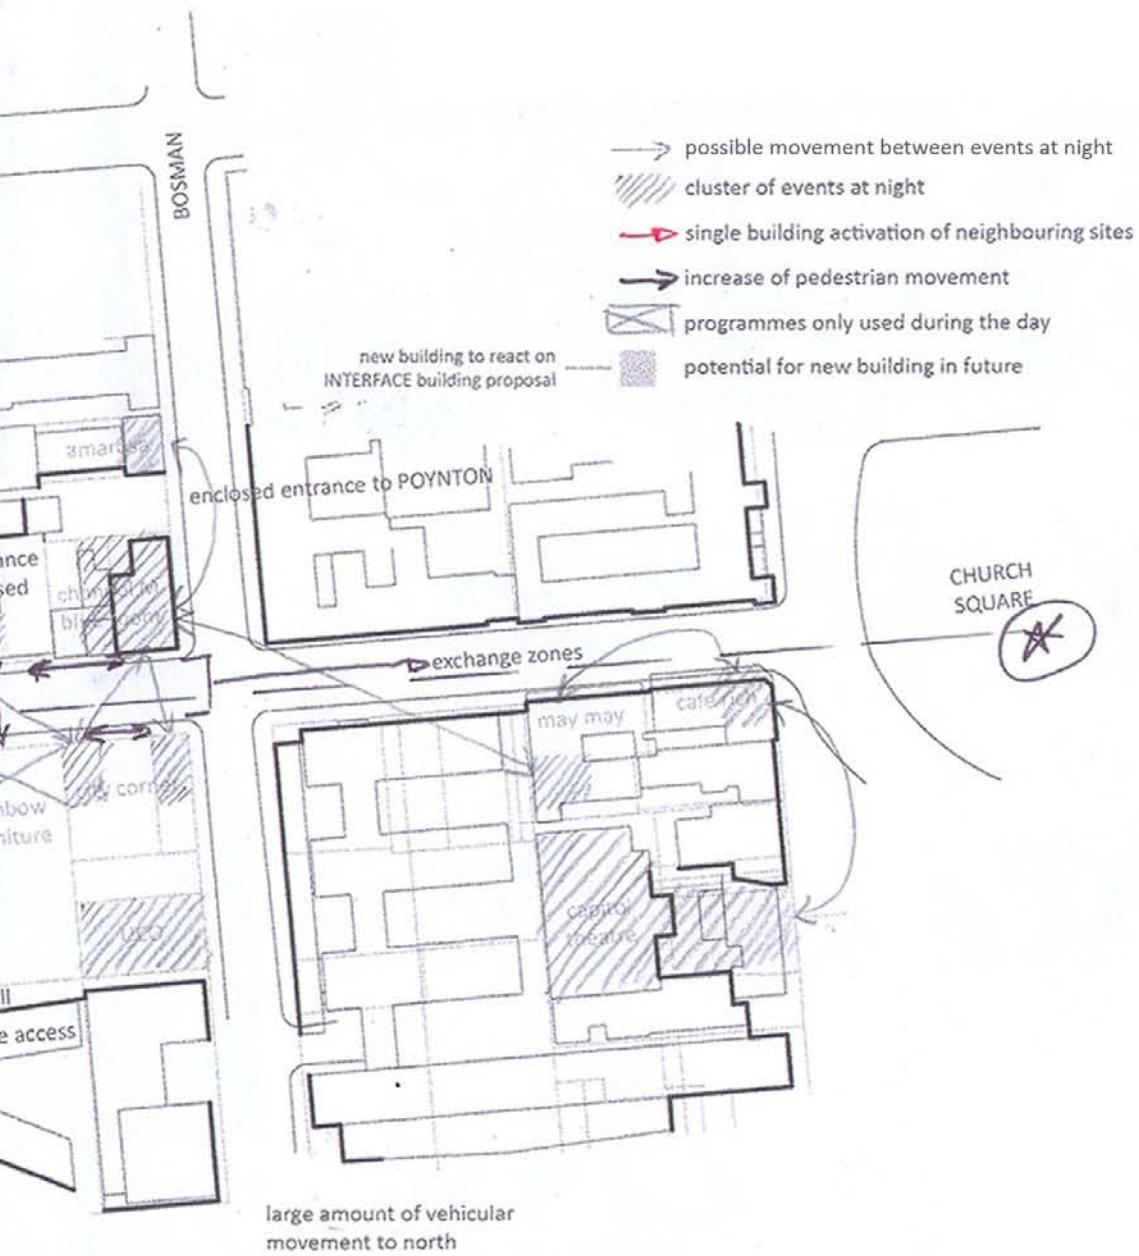 BOSMAN
possible movement between events at night
cluster of events at night
single building activation of neighbouring sites
increase of pedestrian movement
programmes only used during the day
potential for new building in future
new building to react on
INTERFACE building proposal
enclosed entrance to POYNTON
CHURCH
SQUARE
exchange zones
may may
capitol
theatre
e access
large amount of vehicular
movement to north